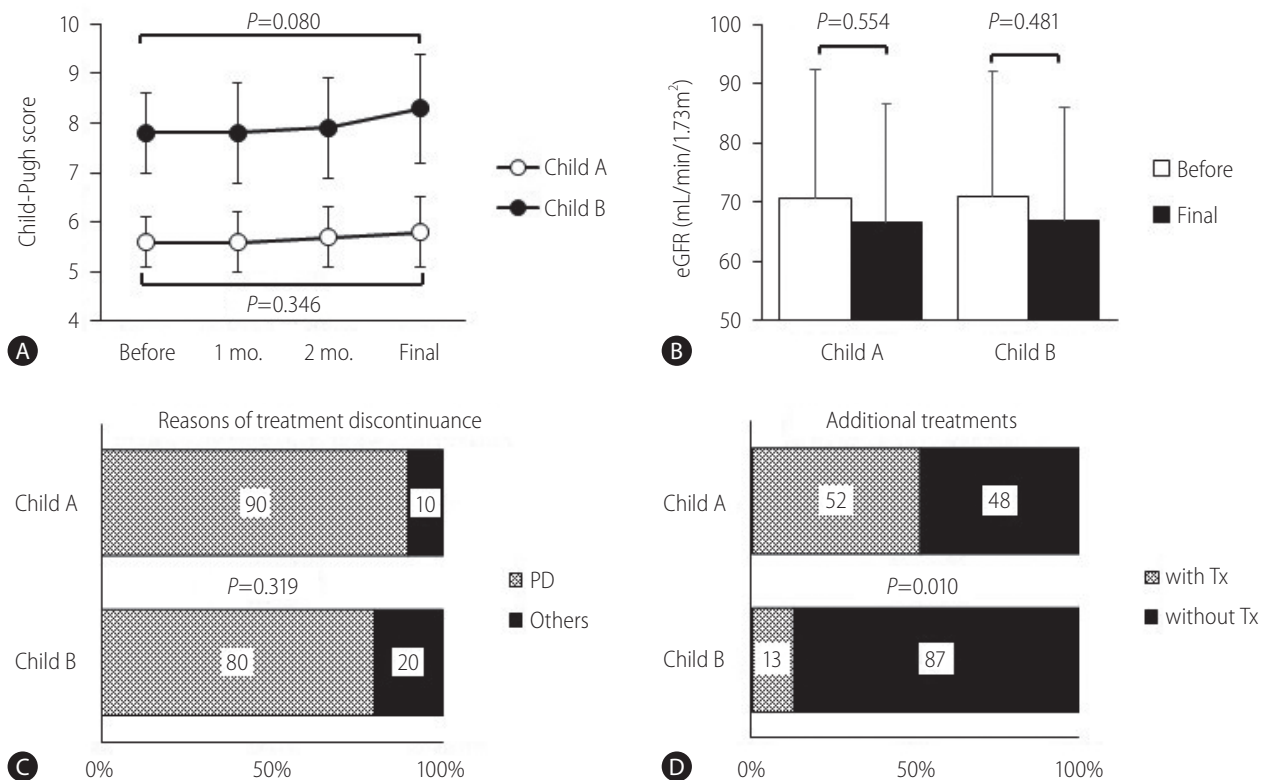 P=0.080
10
9
8
7
6
5
4
Child-Pugh score
Child A
Child B
P=0.346
Before 1 mo. 2 mo. Final
A
P=0.554 P=0.481
100
90
80
70
60
50
eGFR (mL/min/1.73m²)
Before
Final
Child A Child B
B
Reasons of treatment discontinuance
Child A
90 10
P=0.319
Child B
80 20
PD
Others
0% 50% 100%
C
Additional treatments
Child A
52 48
P=0.010
Child B
13 87
with Tx
without Tx
0% 50% 100%
D